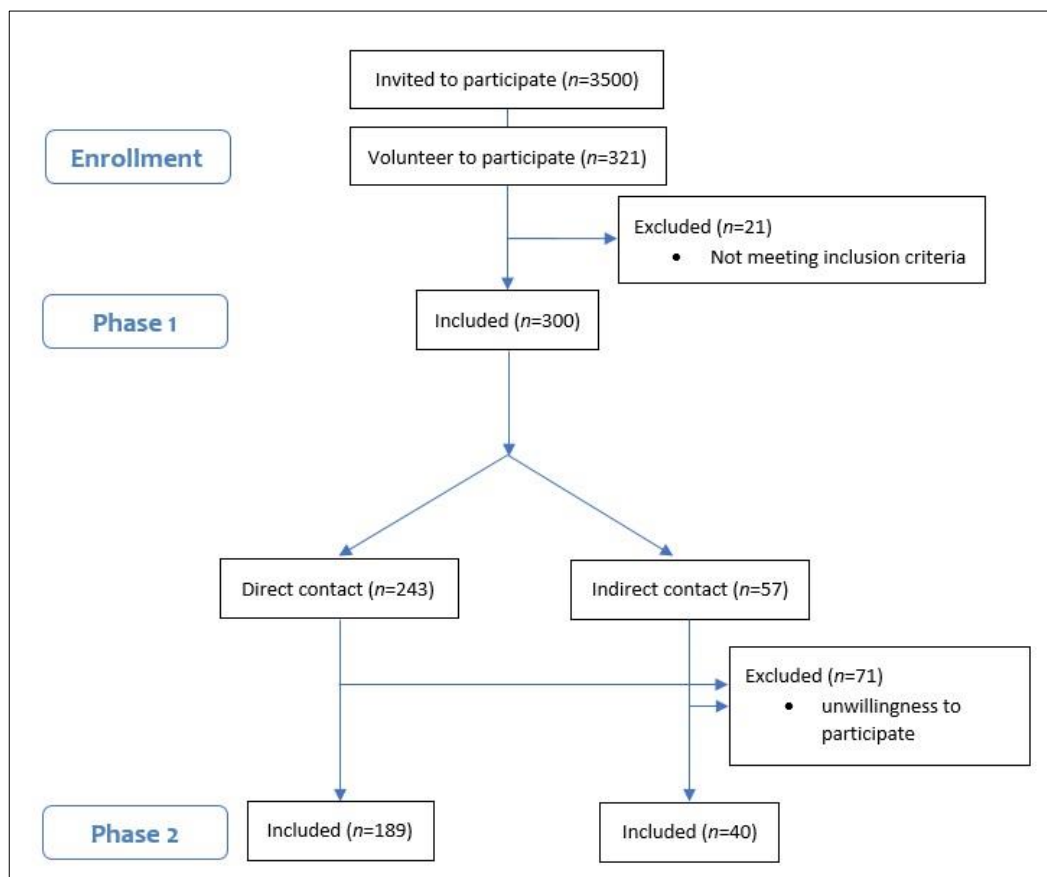 Invited to participate (n=3500)
Enrollment
Volunteer to participate (n=321)
Excluded (n=21)
• Not meeting inclusion criteria
Phase 1
Included (n=300)
Direct contact (n=243)
Indirect contact (n=57)
Excluded (n=71)
• unwillingness to
participate
Phase 2
Included (n=189)
Included (n=40)